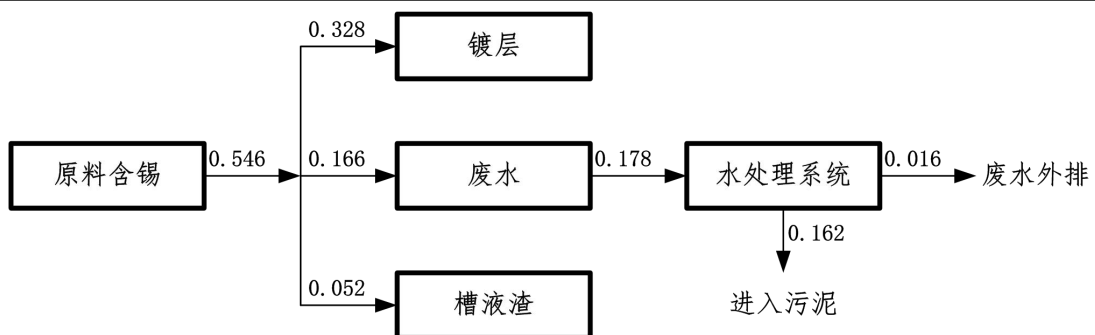 0.328
镀层
原料含锡
0.546
0.166
废水
0.178
水处理系统
0.016
废水外排
0.162
0.052
槽液渣
进入污泥